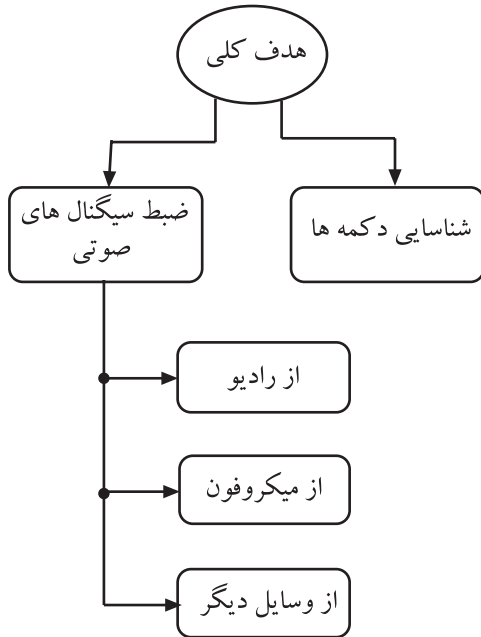 هدف کلی
شناسایی دکمه ها
ضبط سیگنال های
صوتی
از رادیو
از میکروفون
از وسایل دیگر